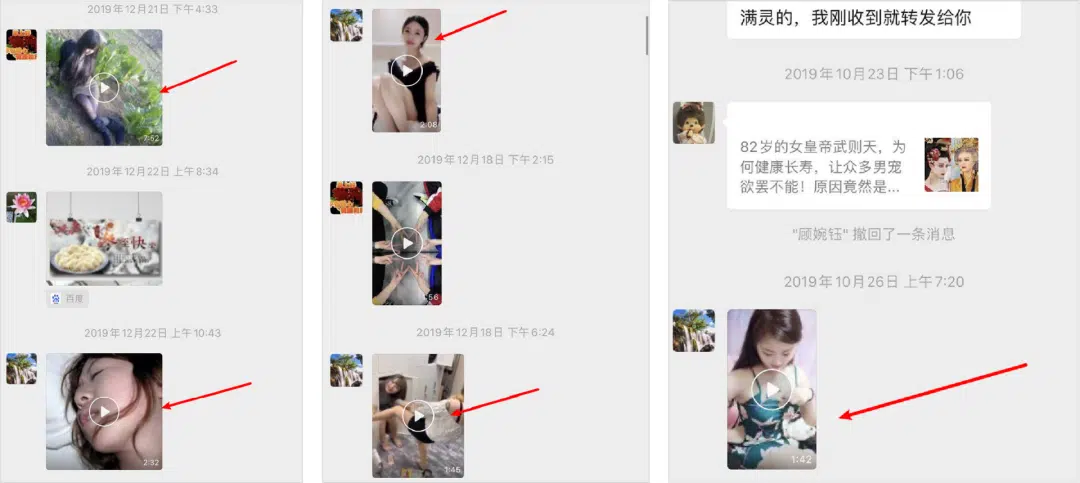 2019年12月21日 下午4:33
7:52
2019年12月22日 上午8:34
至快
百度
2019年12月22日 上午10:43
2:32
2:08
2019年12月18日 下午2:15
1:56
2019年12月18日 下午6:24
1:45
满灵的，我刚收到就转发给你
2019年10月23日 下午1:06
82岁的女皇帝武则天，为
何健康长寿，让众多男宠
欲罢不能！原因竟然是...
"顾婉钰" 撤回了一条消息
2019年10月26日 上午7:20
1:42